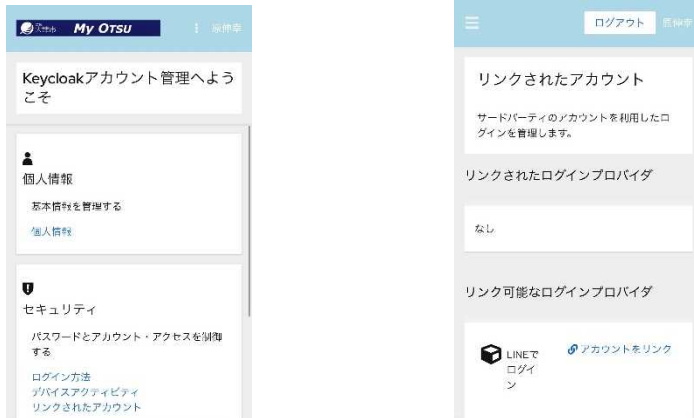 My OTSU
Keycloakアカウント管理へよう
こそ
個人情報
基本情報を管理する
個人情報
セキュリティ
パスワードとアカウント・アクセスを制御
する
ログイン方法
デバイスアクティビティ
リンクされたアカウント
ログアウト
リンクされたアカウント
サードパーティのアカウントを利用したロ
グインを管理します。
リンクされたログインプロバイダ
なし
リンク可能なログインプロバイダ
LINEで
ログイ
ン
アカウントをリンク